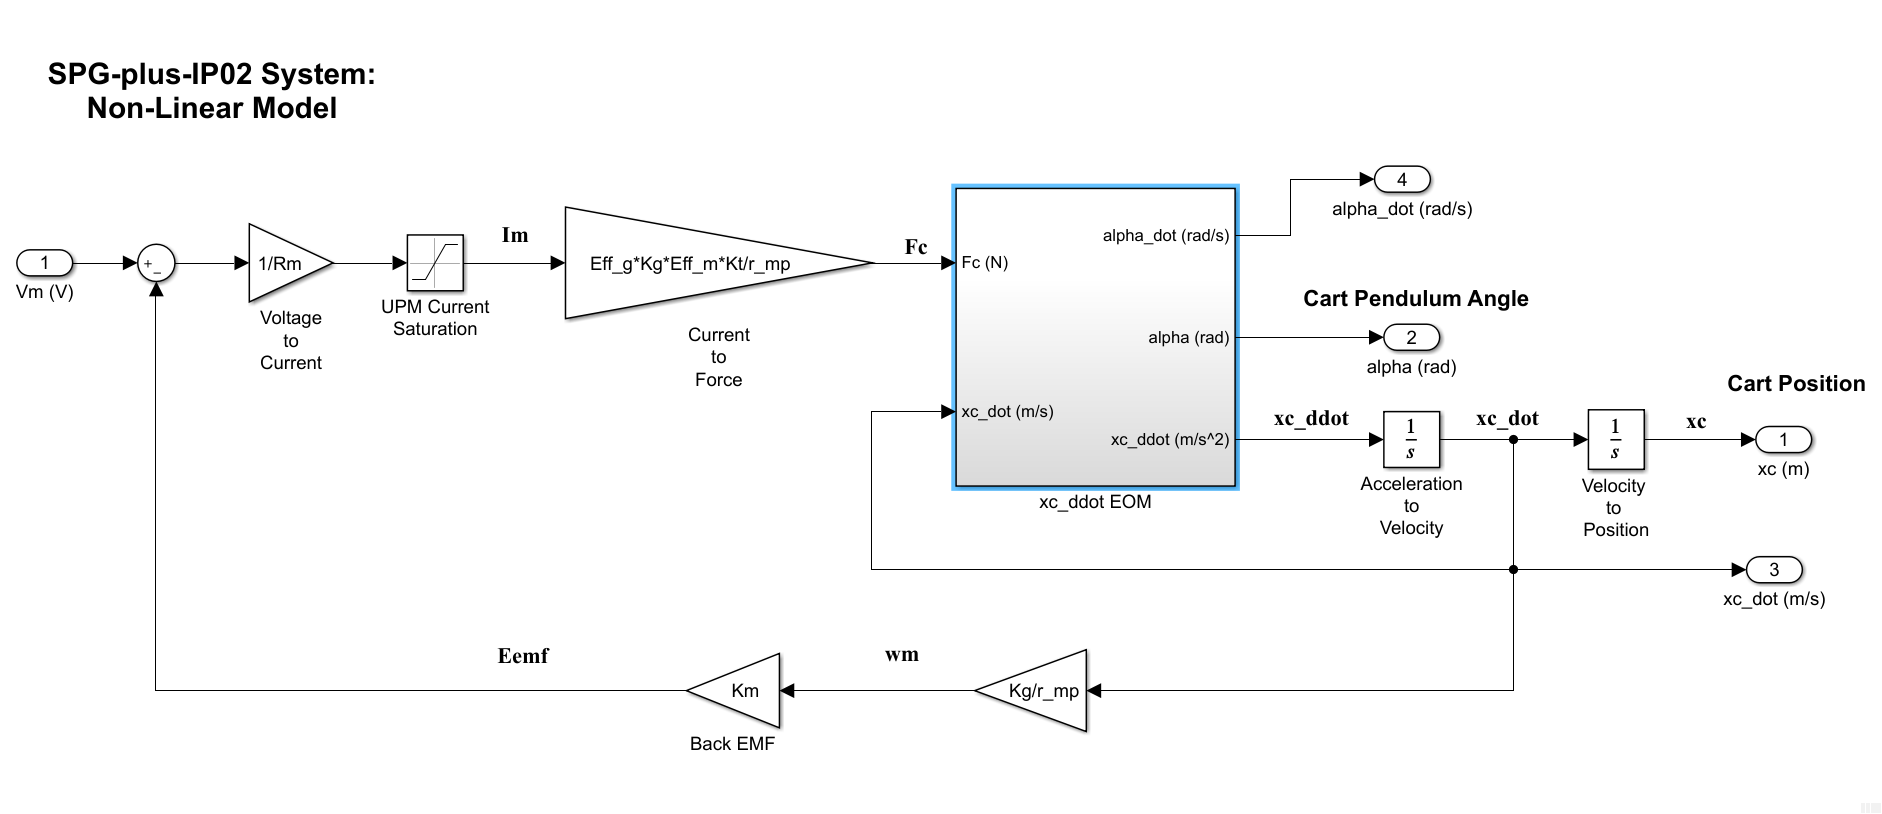 SPG-plus-IP02 System:
Non-Linear Model
1
Vm (V)
+
_
1/Rm
Voltage
to
Current
UPM Current
Saturation
Im
Eff_g*Kg*Eff_m*Kt/r_mp
Current
to
Force
Fc
Fc (N)
xc_dot (m/s)
alpha_dot (rad/s)
alpha (rad)
xc_ddot (m/s^2)
xc_ddot EOM
4
alpha_dot (rad/s)
Cart Pendulum Angle
2
alpha (rad)
xc_ddot
1
s
Acceleration
to
Velocity
xc_dot
1
s
Velocity
to
Position
Cart Position
xc
1
xc (m)
3
xc_dot (m/s)
Eemf
Km
Back EMF
wm
Kg/r_mp